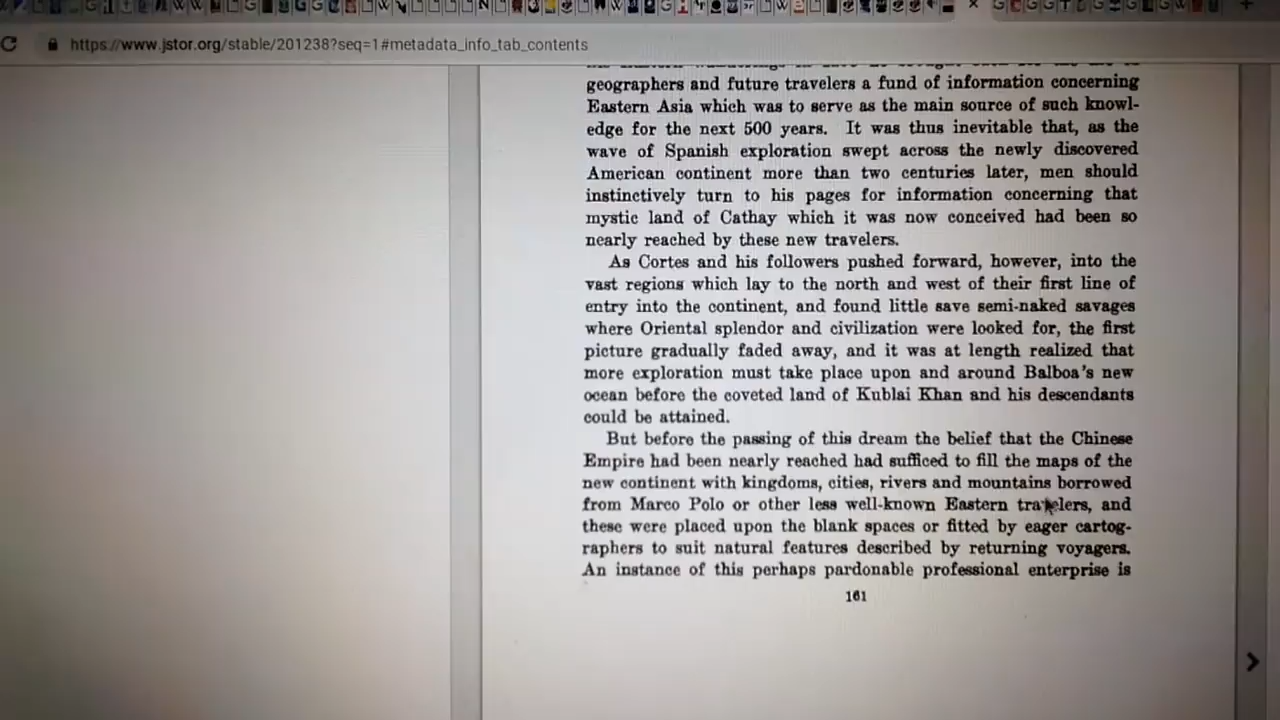 https://www.jstor.org/stable/201238?seq=1#metadata_info_tab_contents
geographers and future travelers a fund of information concerning
Eastern Asia which was to serve as the main source of such knowl-
edge for the next 500 years. It was thus inevitable that, as the
wave of Spanish exploration swept across the newly discovered
American continent more than two centuries later, men should
instinctively turn to his pages for information concerning that
mystic land of Cathay which it was now conceived had been so
nearly reached by these new travelers.
As Cortes and his followers pushed forward, however, into the
vast regions which lay to the north and west of their first line of
entry into the continent, and found little save semi-naked savages
where Oriental splendor and civilization were looked for, the first
picture gradually faded away, and it was at length realized that
more exploration must take place upon and around Balboa's new
ocean before the coveted land of Kublai Khan and his descendants
could be attained.
But before the passing of this dream the belief that the Chinese
Empire had been nearly reached had sufficed to fill the maps of the
new continent with kingdoms, cities, rivers and mountains borrowed
from Marco Polo or other less well-known Eastern travelers, and
these were placed upon the blank spaces or fitted by eager cartog-
raphers to suit natural features described by returning voyagers.
An instance of this perhaps pardonable professional enterprise is
161